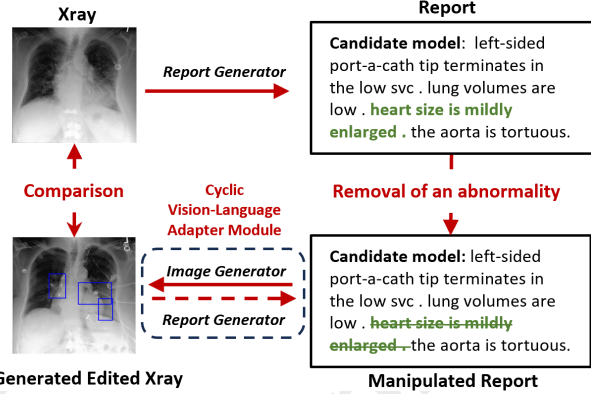 Xray
Report
Report Generator
Candidate model: left-sided
port-a-cath tip terminates in
the low svc . lung volumes are
low . heart size is mildly
enlarged . the aorta is tortuous.
Comparison
Cyclic
Vision-Language
Adapter Module
Removal of an abnormality
Image Generator
Report Generator
Candidate model: left-sided
port-a-cath tip terminates in
the low svc . lung volumes are
low . heart size is mildly
enlarged . the aorta is tortuous.
Generated Edited Xray
Manipulated Report